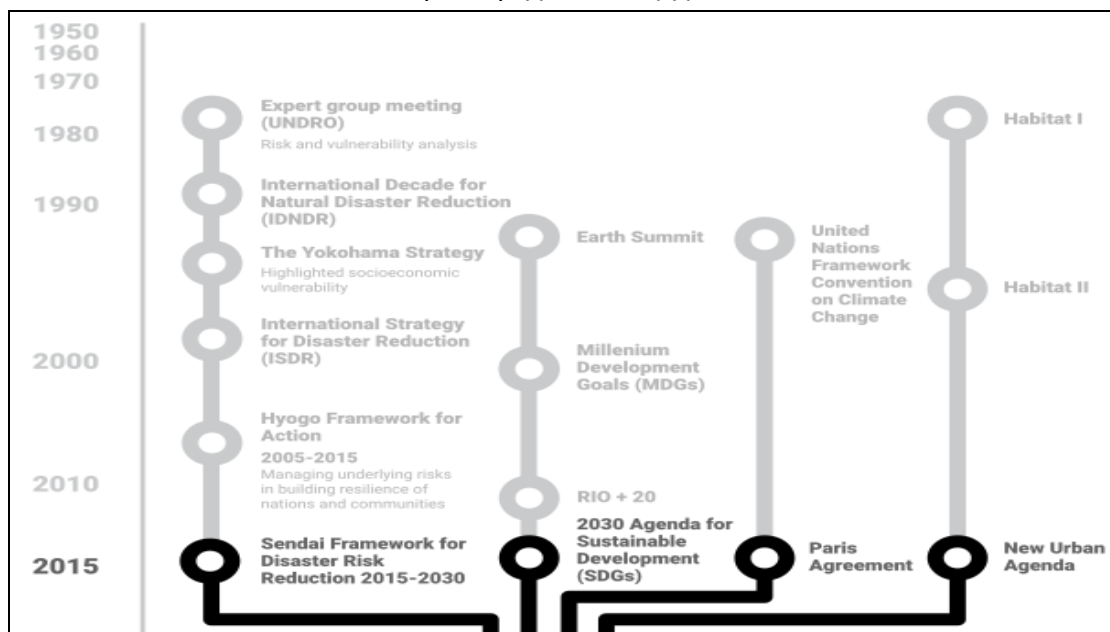 1950
1960
1970
1980
1990
2000
2010
2015
Expert group meeting
(UNDRO)
Risk and vulnerability analysis
International Decade for
Natural Disaster Reduction
(IDNDR)
The Yokohama Strategy
Highlighted socioeconomic
vulnerability
International Strategy
for Disaster Reduction
(ISDR)
Hyogo Framework for
Action
2005-2015
Managing underlying risks
in building resilience of
nations and communities
Sendai Framework for
Disaster Risk
Reduction 2015-2030
Earth Summit
Millenium
Development
Goals (MDGs)
RIO + 20
2030 Agenda for
Sustainable
Development
(SDGs)
United
Nations
Framework
Convention
on Climate
Change
Paris
Agreement
Habitat I
Habitat II
New Urban
Agenda